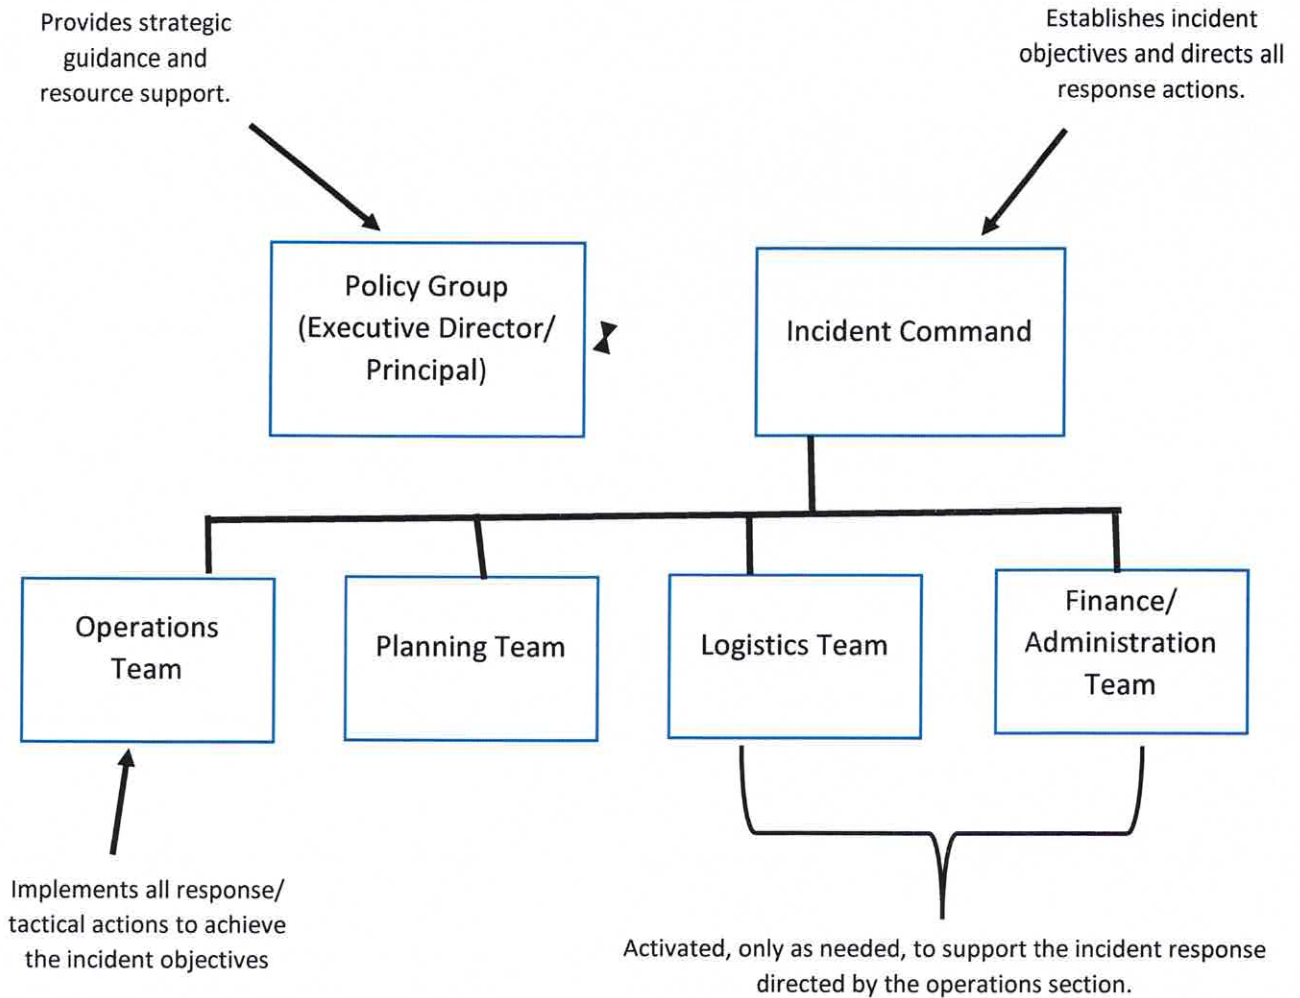 Provides strategic
guidance and
resource support.
Establishes incident
objectives and directs all
response actions.
Policy Group
(Executive Director/
Principal)
Incident Command
Operations
Team
Planning Team
Logistics Team
Finance/
Administration
Team
Implements all response/
tactical actions to achieve
the incident objectives
Activated, only as needed, to support the incident response
directed by the operations section.